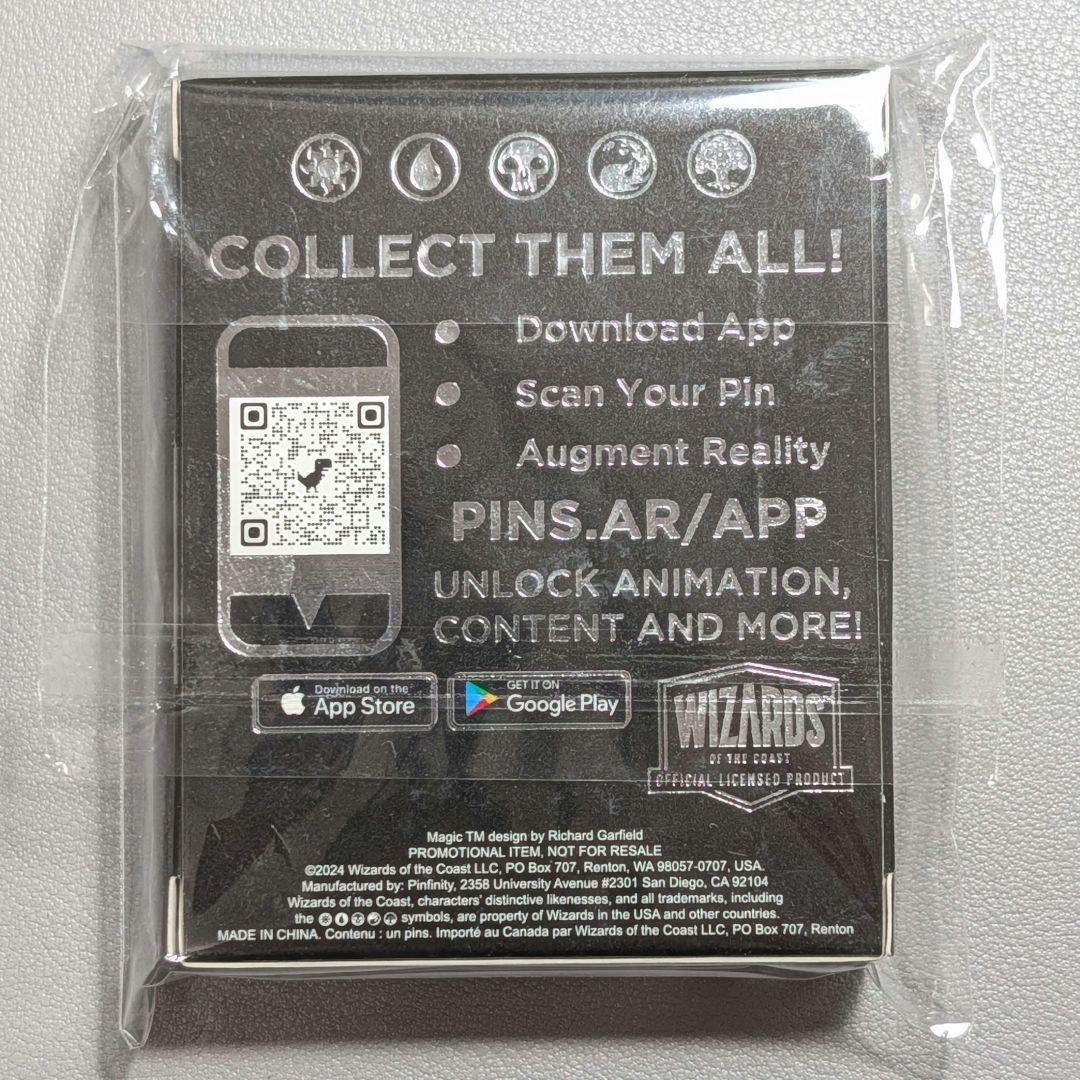 COLLECT THEM ALL!
Download App
Scan Your Pin
Augment Reality
PINS.AR/APP
UNLOCK ANIMATION,
CONTENT AND MORE!
Download on the
App Store
GET IT ON
Google Play
WIZARDS
OF THE COAST
OFFICIAL LICENSED PRODUCT
Magic TM design by Richard Garfield
PROMOTIONAL ITEM, NOT FOR RESALE
©2024 Wizards of the Coast LLC, PO Box 707, Renton, WA 98057-0707, USA.
Manufactured by: Pinfinity, 2358 University Avenue #2301 San Diego, CA 92104
Wizards of the Coast, characters' distinctive likenesses, and all trademarks, including
the symbols, are property of Wizards in the USA and other countries.
MADE IN CHINA. Contenu : un pins. Importé au Canada par Wizards of the Coast LLC, PO Box 707, Renton